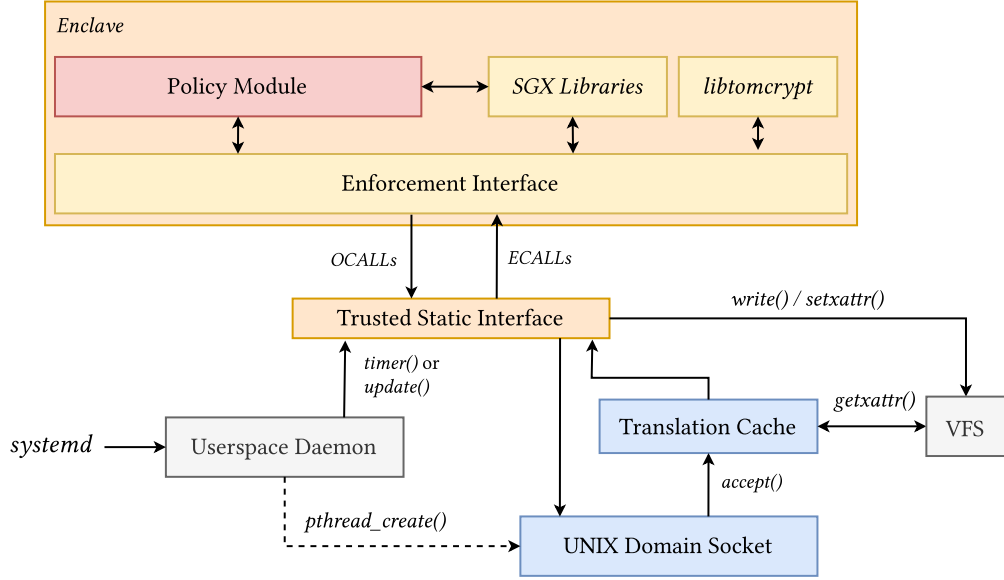 Enclave
Policy Module
SGX Libraries
libtomcrypt
Enforcement Interface
OCALLs
ECALLs
Trusted Static Interface
write() / setxattr()
timer() or
update()
systemd
Userspace Daemon
Translation Cache
getxattr()
VFS
accept()
pthread_create()
UNIX Domain Socket